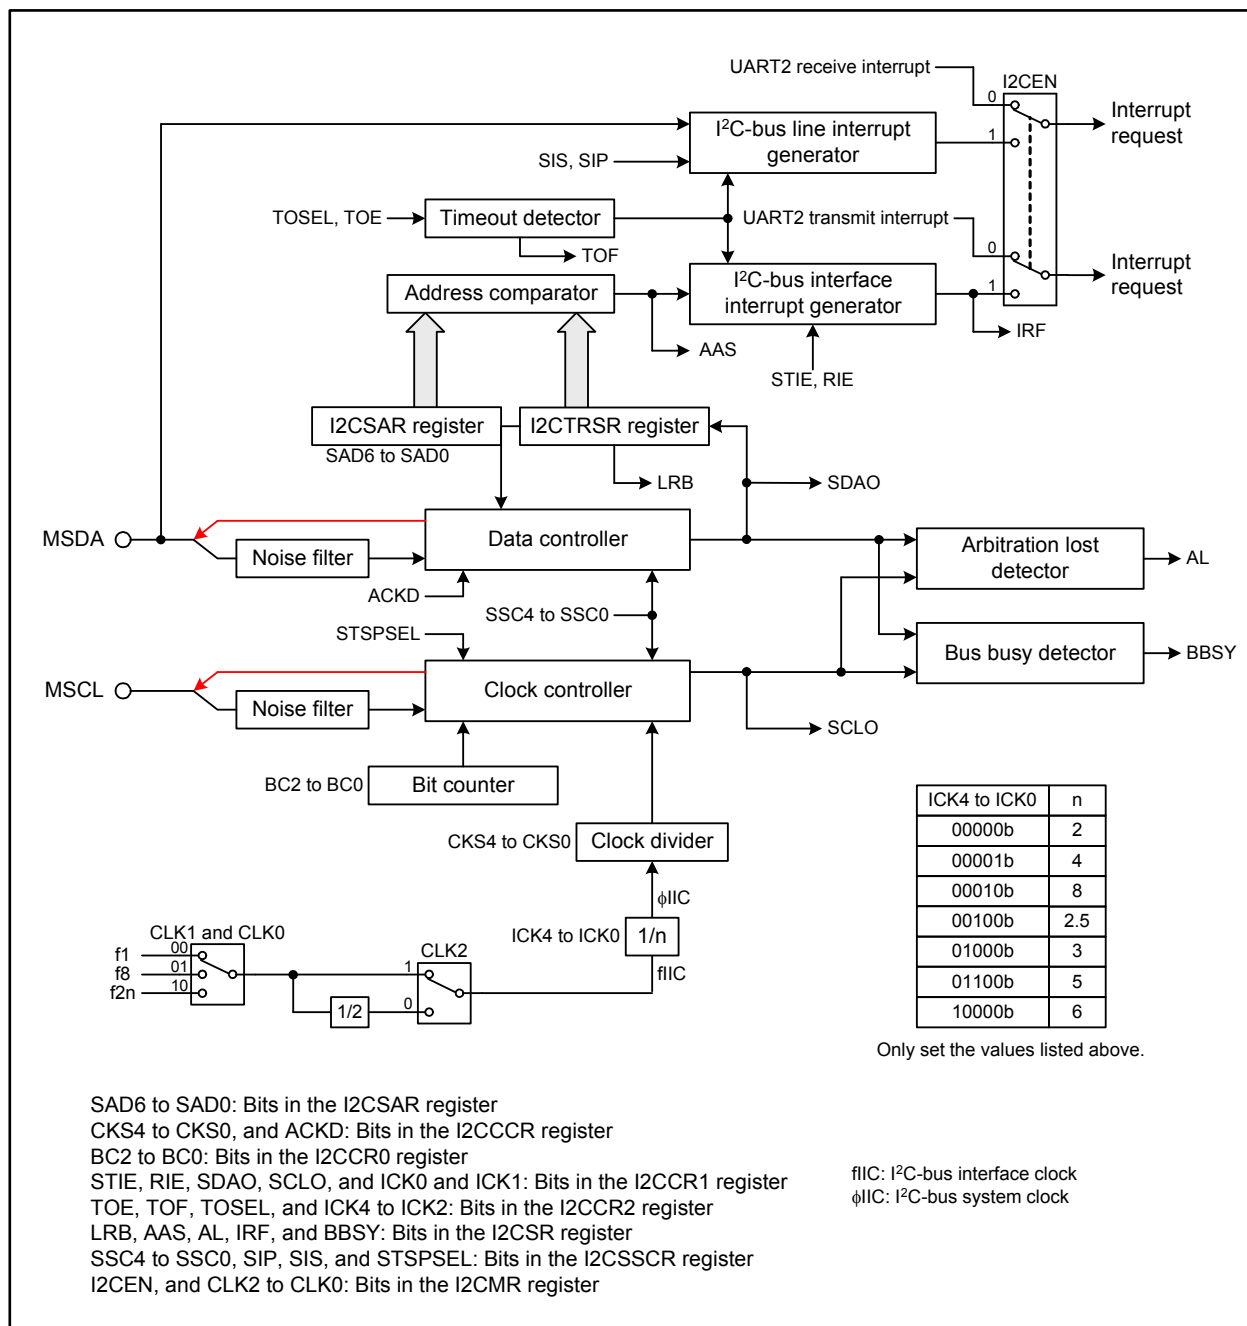 UART2 receive interrupt
I2CEN
0
Interrupt
request
I²C-bus line interrupt
generator
1
SIS, SIP
TOSEL, TOE
Timeout detector
UART2 transmit interrupt
TOF
0
Interrupt
request
Address comparator
I²C-bus interface
interrupt generator
1
IRF
AAS
STIE, RIE
I2CSAR register
I2CTRSR register
SAD6 to SAD0
LRB
SDAO
MSDA
Data controller
Noise filter
Arbitration lost
detector
AL
ACKD
SSC4 to SSC0
STSPSEL
Bus busy detector
BBSY
MSCL
Clock controller
Noise filter
SCLO
BC2 to BC0
Bit counter
ICK4 to ICK0 n
00000b 2
00001b 4
00010b 8
00100b 2.5
01000b 3
01100b 5
10000b 6
Only set the values listed above.
CKS4 to CKS0
Clock divider
ϕIIC
ICK4 to ICK0
1/n
fIIC
CLK1 and CLK0
CLK2
f1 00
f8 01
f2n 10
1
1/2
0
SAD6 to SAD0: Bits in the I2CSAR register
CKS4 to CKS0, and ACKD: Bits in the I2CCCR register
BC2 to BC0: Bits in the I2CCR0 register
STIE, RIE, SDAO, SCLO, and ICK0 and ICK1: Bits in the I2CCR1 register
TOE, TOF, TOSEL, and ICK4 to ICK2: Bits in the I2CCR2 register
LRB, AAS, AL, IRF, and BBSY: Bits in the I2CSR register
SSC4 to SSC0, SIP, SIS, and STSPSEL: Bits in the I2CSSCR register
I2CEN, and CLK2 to CLK0: Bits in the I2CMR register
fIIC: I²C-bus interface clock
ϕIIC: I²C-bus system clock